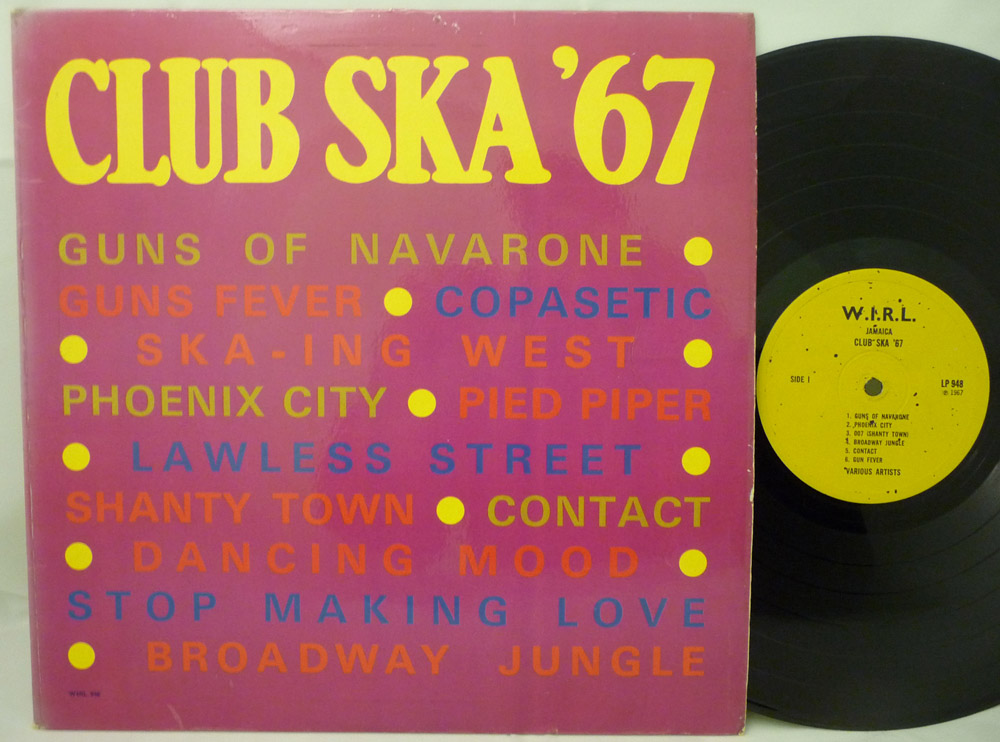 CLUB SKA '67
GUNS OF NAVARONE
GUNS FEVER ● COPASETIC
SKA-ING WEST
PHOENIX CITY ● PIED PIPER
LAWLESS STREET
SHANTY TOWN ● CONTACT
DANCING MOOD
STOP MAKING LOVE
BROADWAY JUNGLE
W.I.R.L.
JAMAICA
CLUB SKA '67
SIDE I
LP 948
℗ 1967
1. GUNS OF NAVARONE
2. PHOENIX CITY
3. 007 (SHANTY TOWN)
4. BROADWAY JUNGLE
5. CONTACT
6. GUN FEVER
VARIOUS ARTISTS